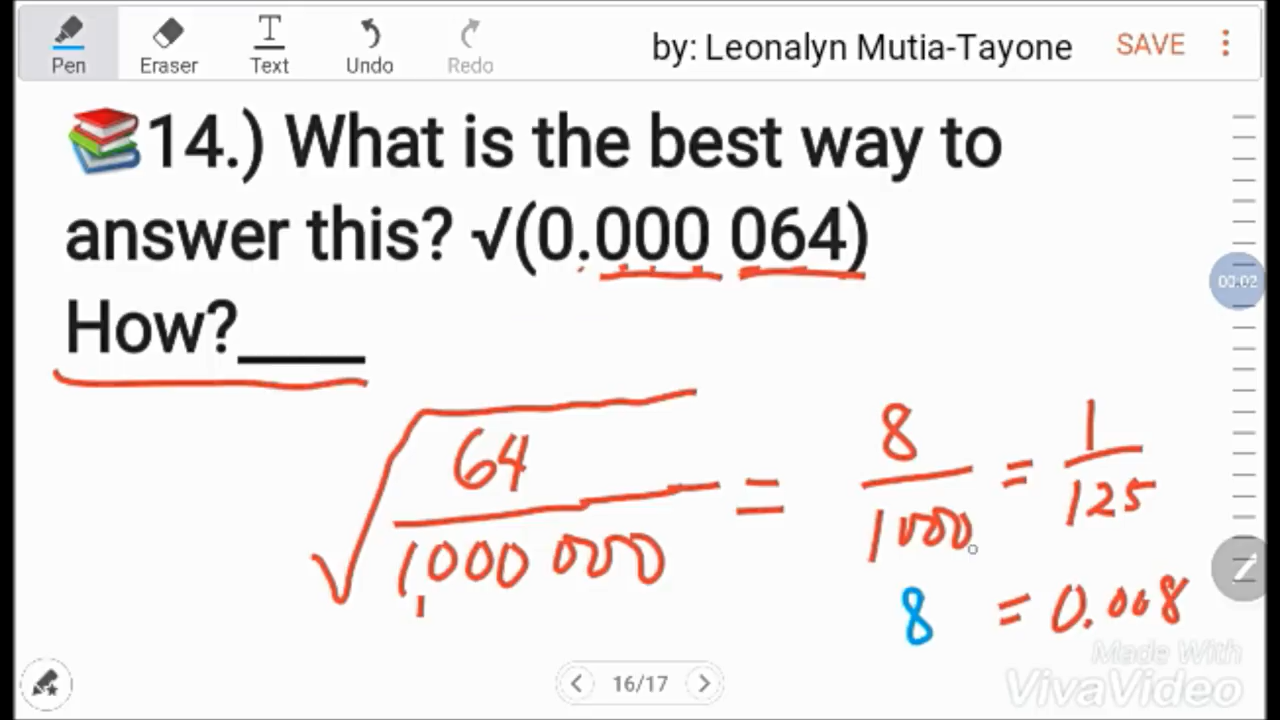 Pen Eraser Text Undo Redo by: Leonalyn Mutia-Tayone SAVE
📚14.) What is the best way to
answer this? √(0.000 064)
00:02
How?____
√64/1,000 000 = 8/1000 = 1/125
8 = 0.008
Made With
VivaVideo
16/17